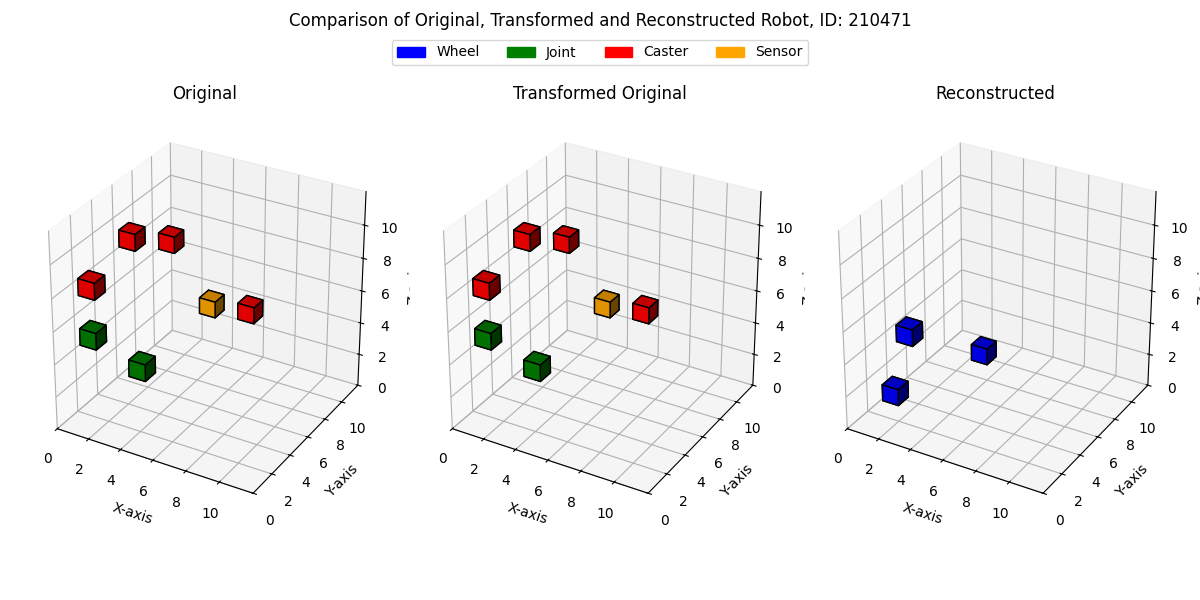 Comparison of Original, Transformed and Reconstructed Robot, ID: 210471
Wheel Joint Caster Sensor
Original
Transformed Original
Reconstructed
0 2 4 6 8 10
X-axis
0 2 4 6 8 10
Y-axis
0 2 4 6 8 10
0 2 4 6 8 10
X-axis
0 2 4 6 8 10
Y-axis
0 2 4 6 8 10
0 2 4 6 8 10
X-axis
0 2 4 6 8 10
Y-axis
0 2 4 6 8 10